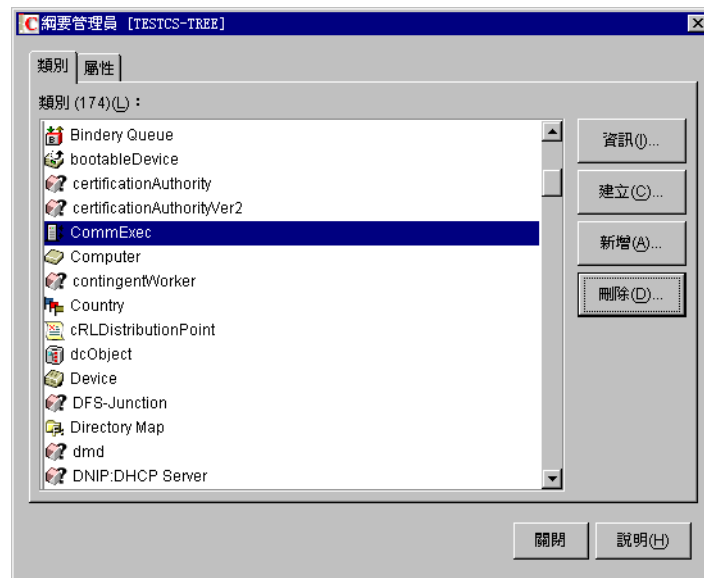 綱要管理員 [TESTCS-TREE]
類別
屬性
類別 (174)(L)：
Bindery Queue
bootableDevice
certificationAuthority
certificationAuthorityVer2
CommExec
Computer
contingentWorker
Country
cRLDistributionPoint
dcObject
Device
DFS-Junction
Directory Map
dmd
DNIP:DHCP Server
資訊(I)...
建立(C)...
新增(A)...
刪除(D)...
關閉
說明(H)